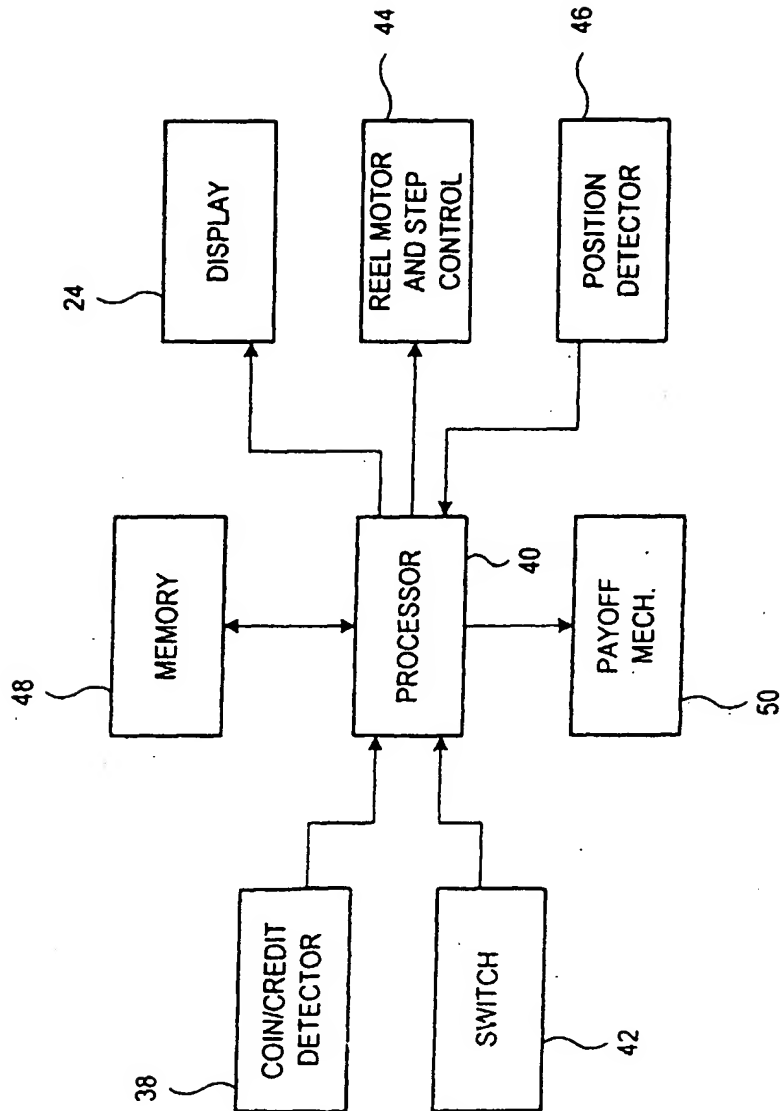 48
MEMORY
24
DISPLAY
38
COIN/CREDIT
DETECTOR
PROCESSOR
40
44
REEL MOTOR
AND STEP
CONTROL
SWITCH
42
PAYOFF
MECH.
50
46
POSITION
DETECTOR